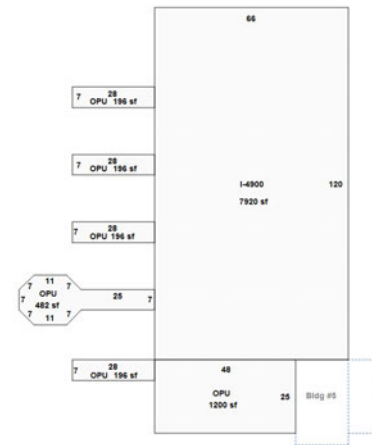 66
28
7
OPU 196 sf
28
7
OPU 196 sf
I-4900
120
7920 sf
28
7
OPU 196 sf
11
7
7
OPU
7
25
7
482 sf
7
7
11
28
7
OPU 196 sf
48
OPU
25
Bldg #5
1200 sf